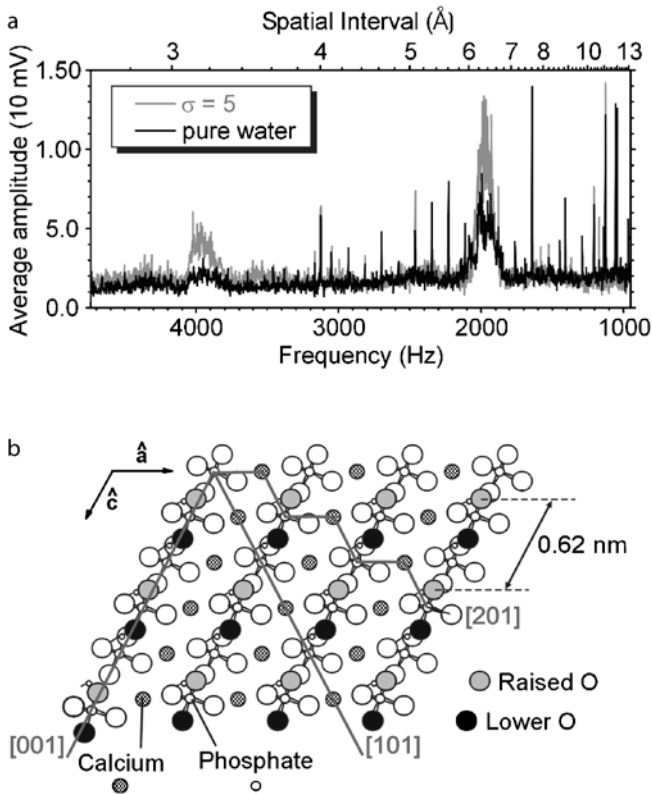 a
Spatial Interval (Å)
3 4 5 6 7 8 10 13
Average amplitude (10 mV)
1.50
1.00
5.0
0.0
σ = 5
pure water
4000 3000 2000 1000
Frequency (Hz)
b
â
ĉ
0.62 nm
[201]
Raised O
Lower O
[001]
[101]
Calcium
Phosphate